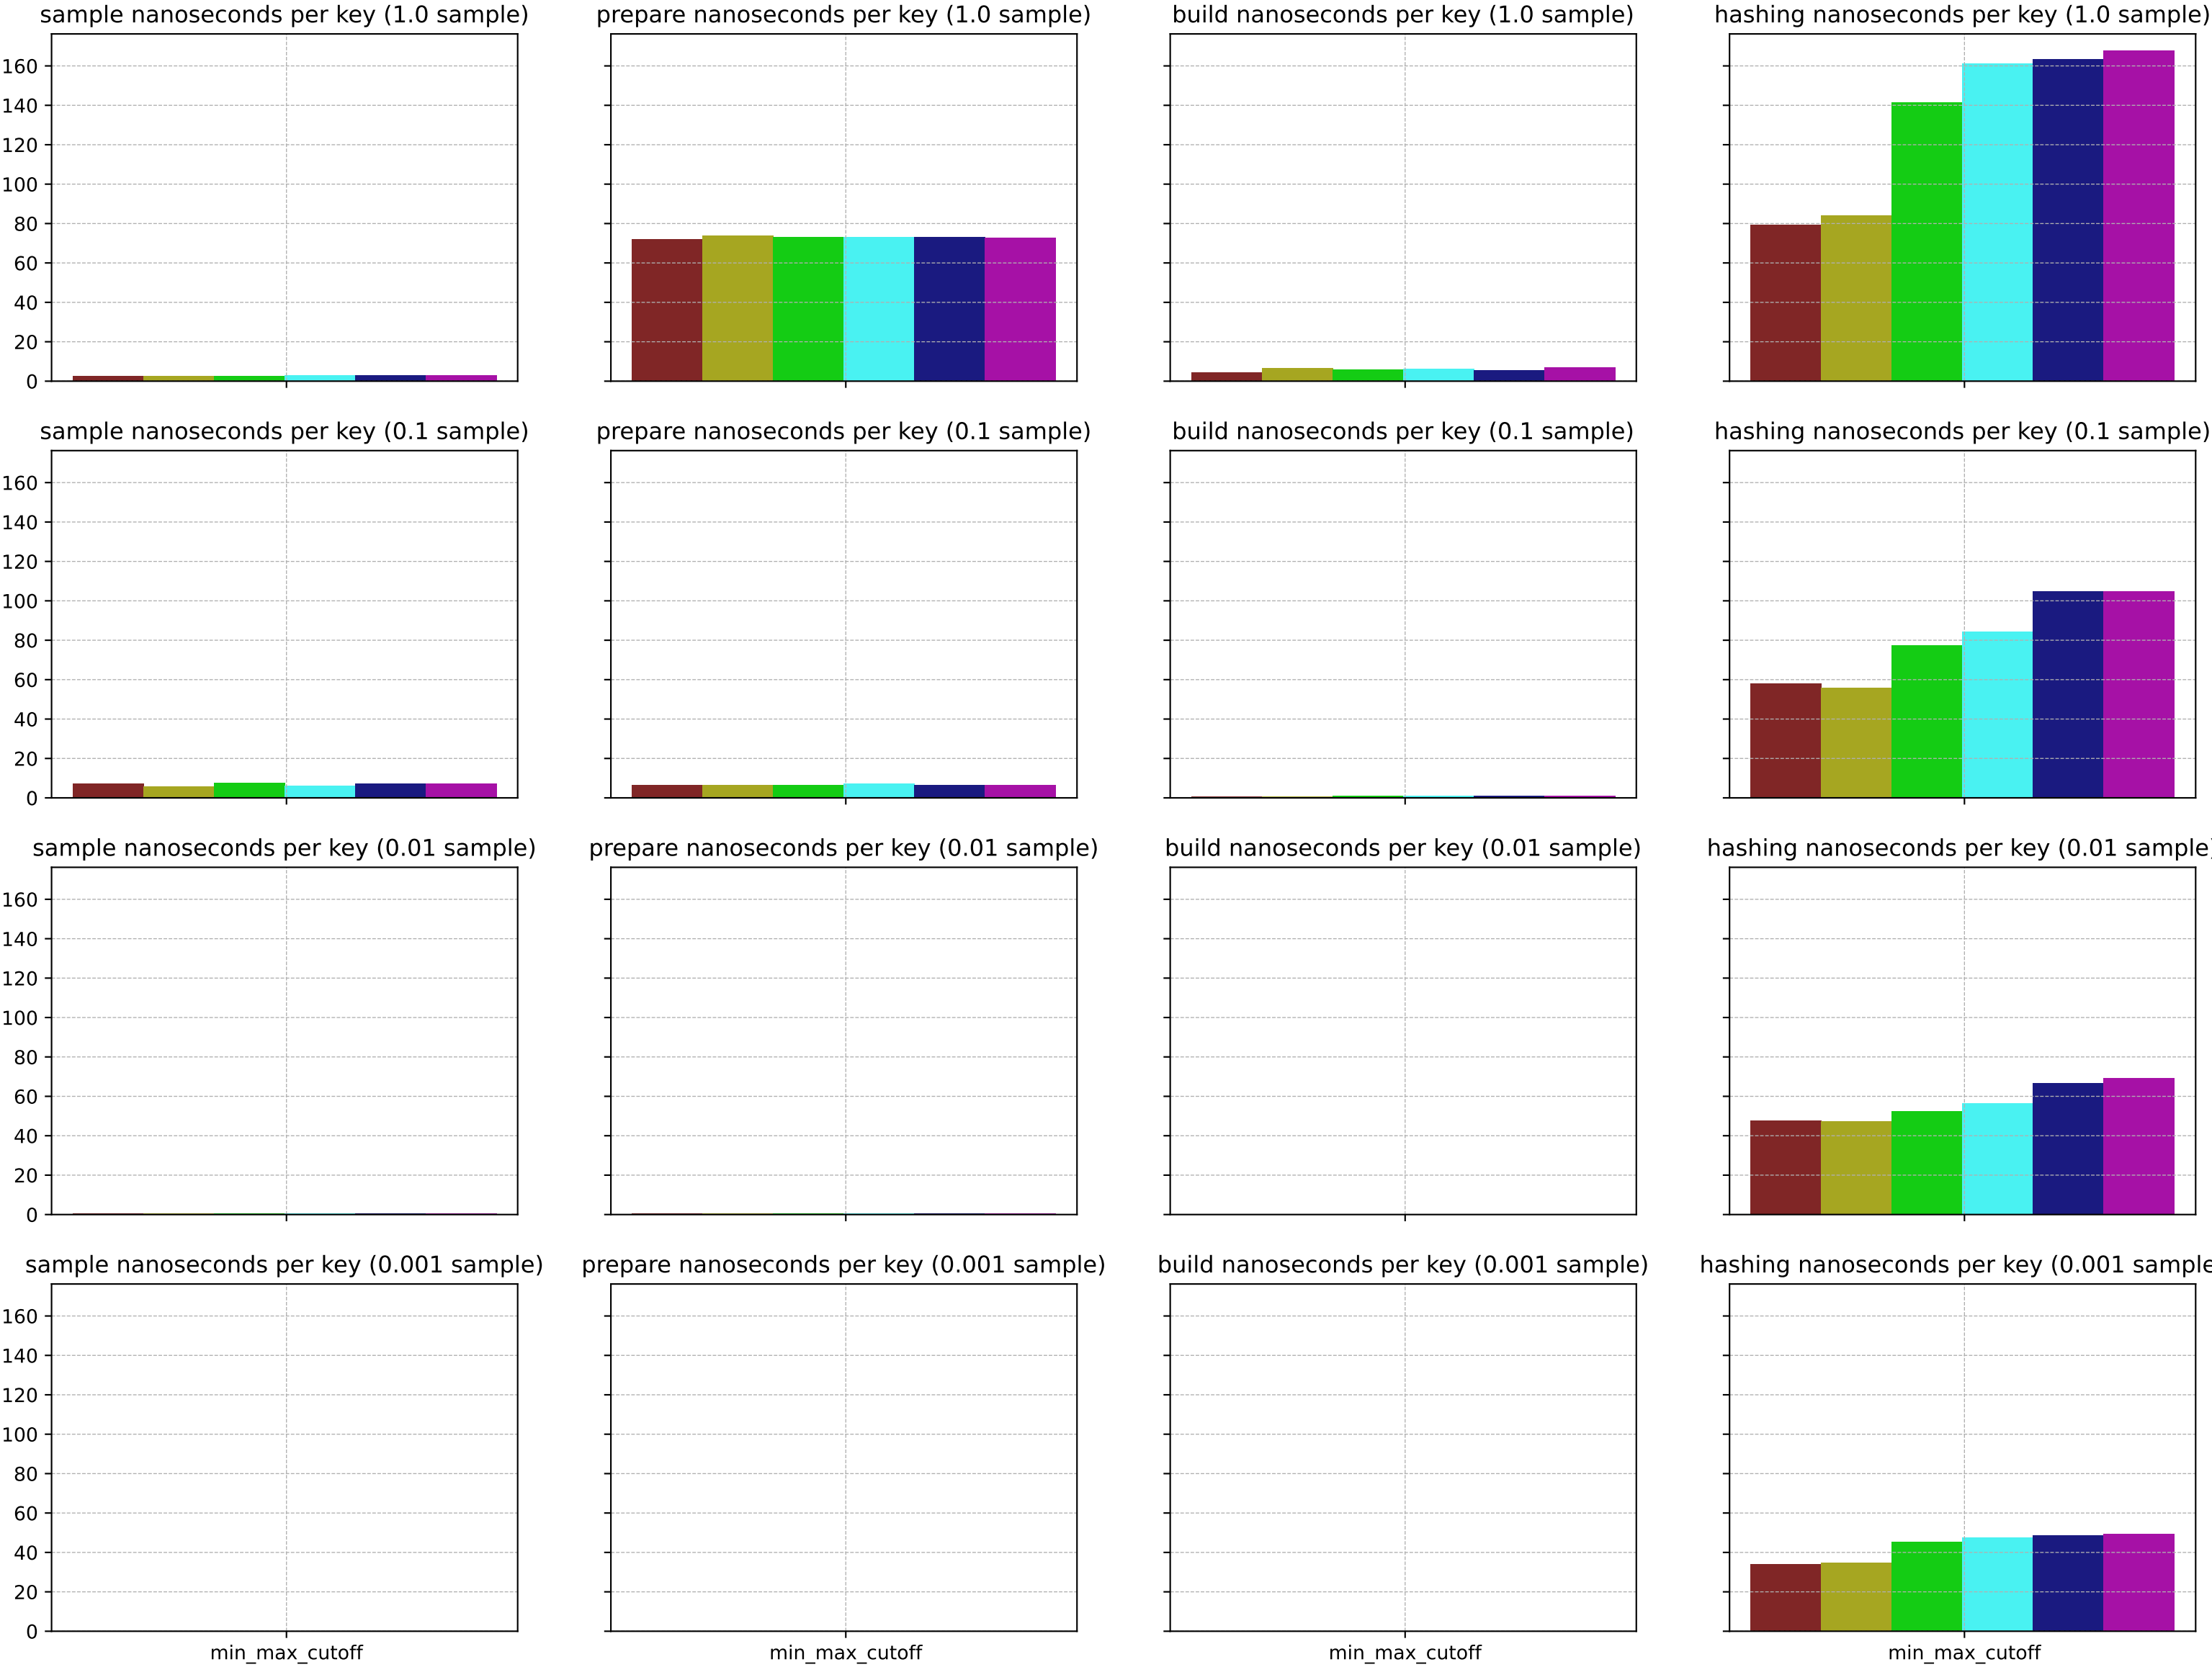 sample nanoseconds per key (1.0 sample)
prepare nanoseconds per key (1.0 sample)
build nanoseconds per key (1.0 sample)
hashing nanoseconds per key (1.0 sample)
160
140
120
100
80
60
40
20
0
sample nanoseconds per key (0.1 sample)
prepare nanoseconds per key (0.1 sample)
build nanoseconds per key (0.1 sample)
hashing nanoseconds per key (0.1 sample)
160
140
120
100
80
60
40
20
0
sample nanoseconds per key (0.01 sample)
prepare nanoseconds per key (0.01 sample)
build nanoseconds per key (0.01 sample)
hashing nanoseconds per key (0.01 sample)
160
140
120
100
80
60
40
20
0
sample nanoseconds per key (0.001 sample)
prepare nanoseconds per key (0.001 sample)
build nanoseconds per key (0.001 sample)
hashing nanoseconds per key (0.001 sample
160
140
120
100
80
60
40
20
0
min_max_cutoff
min_max_cutoff
min_max_cutoff
min_max_cutoff